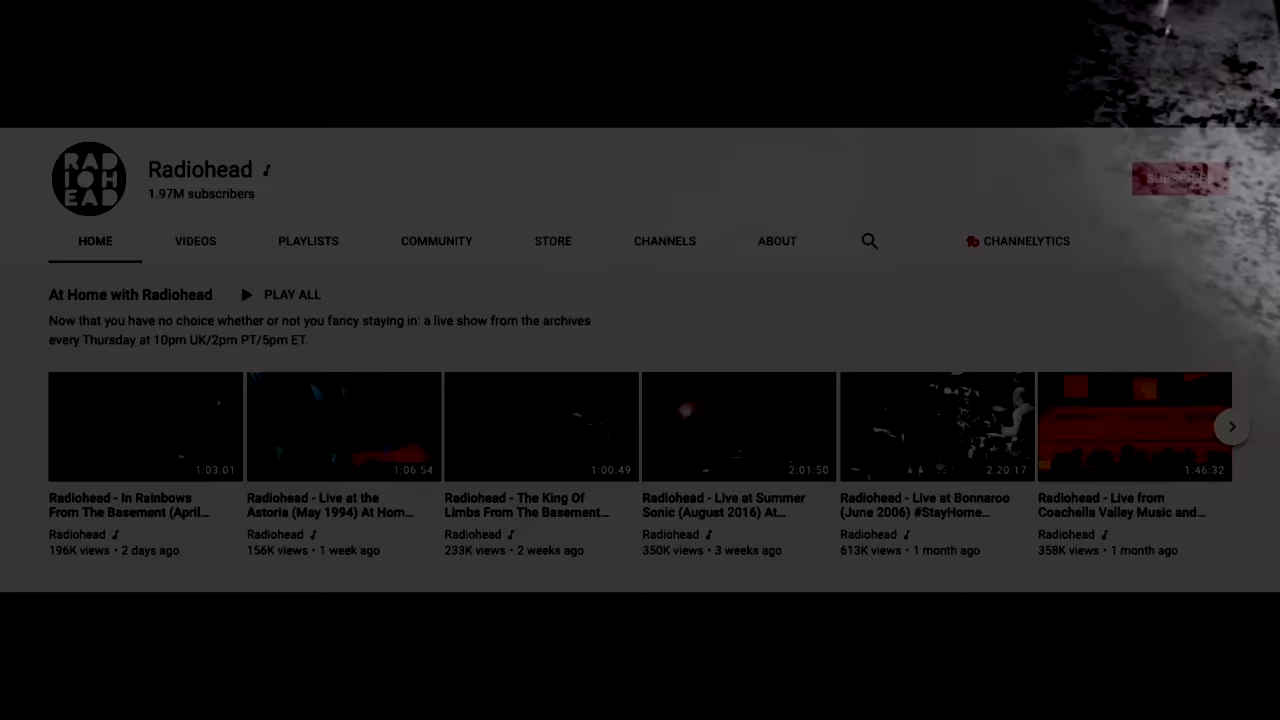 RAD
IOH
EAD
Radiohead
1.97M subscribers
SUBSCRIBE
HOME VIDEOS PLAYLISTS COMMUNITY STORE CHANNELS ABOUT CHANNELYTICS
At Home with Radiohead PLAY ALL
Now that you have no choice whether or not you fancy staying in: a live show from the archives
every Thursday at 10pm UK/2pm PT/5pm ET.
1:03:01 1:06:54 1:00:49 2:01:50 2:20:17 1:46:32
Radiohead - In Rainbows
From The Basement (April...
Radiohead
196K views • 2 days ago
Radiohead - Live at the
Astoria (May 1994) At Hom...
Radiohead
156K views • 1 week ago
Radiohead - The King Of
Limbs From The Basement...
Radiohead
233K views • 2 weeks ago
Radiohead - Live at Summer
Sonic (August 2016) At...
Radiohead
350K views • 3 weeks ago
Radiohead - Live at Bonnaroo
(June 2006) #StayHome...
Radiohead
613K views • 1 month ago
Radiohead - Live from
Coachella Valley Music and...
Radiohead
358K views • 1 month ago